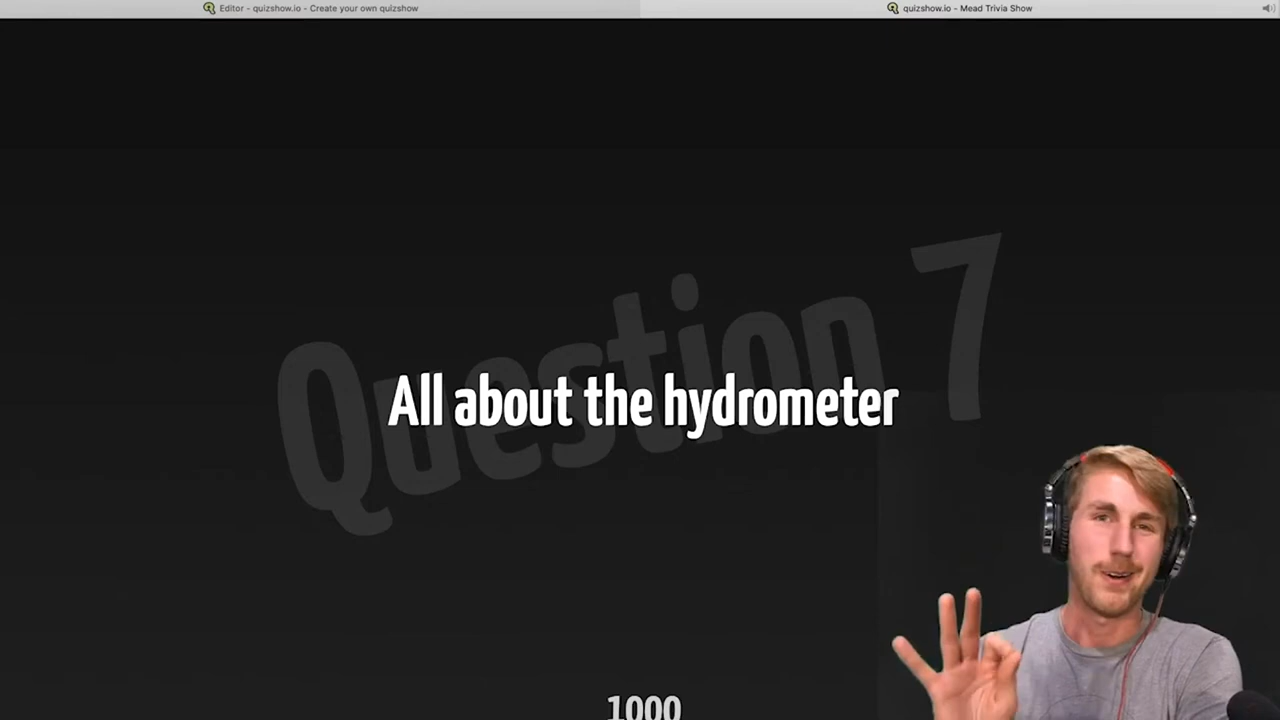 Editor - quizshow.io - Create your own quizshow
quizshow.io - Mead Trivia Show
Question 7
All about the hydrometer
1000